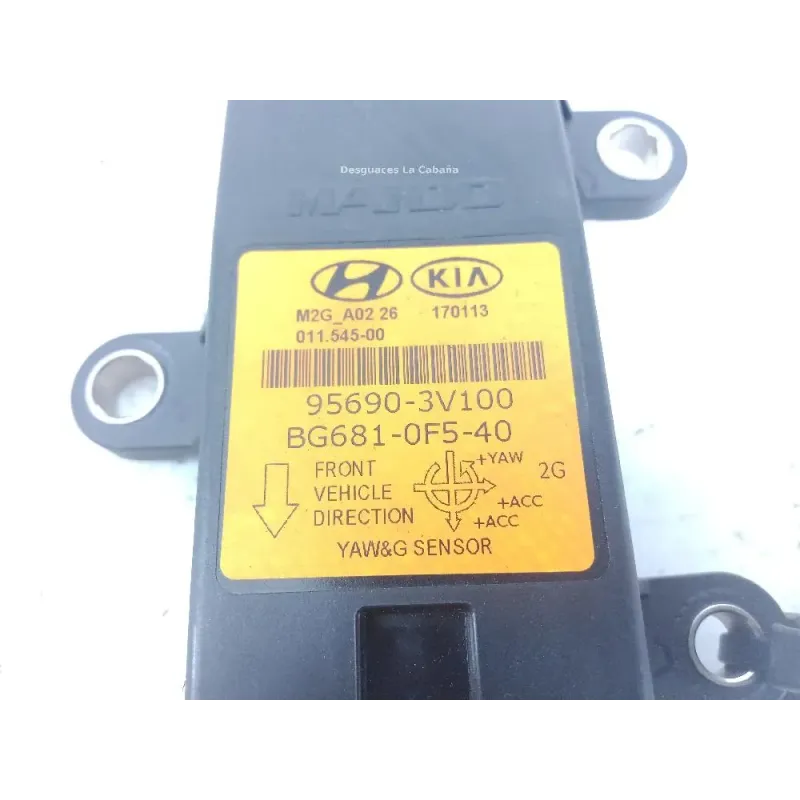 Desguaces La Cabaña
MANDO
KIA
M2G_A02 26 170113
011.545-00
95690-3V100
BG681-0F5-40
FRONT
VEHICLE
DIRECTION
+YAW
2G
+ACC
+ACC
YAW&G SENSOR